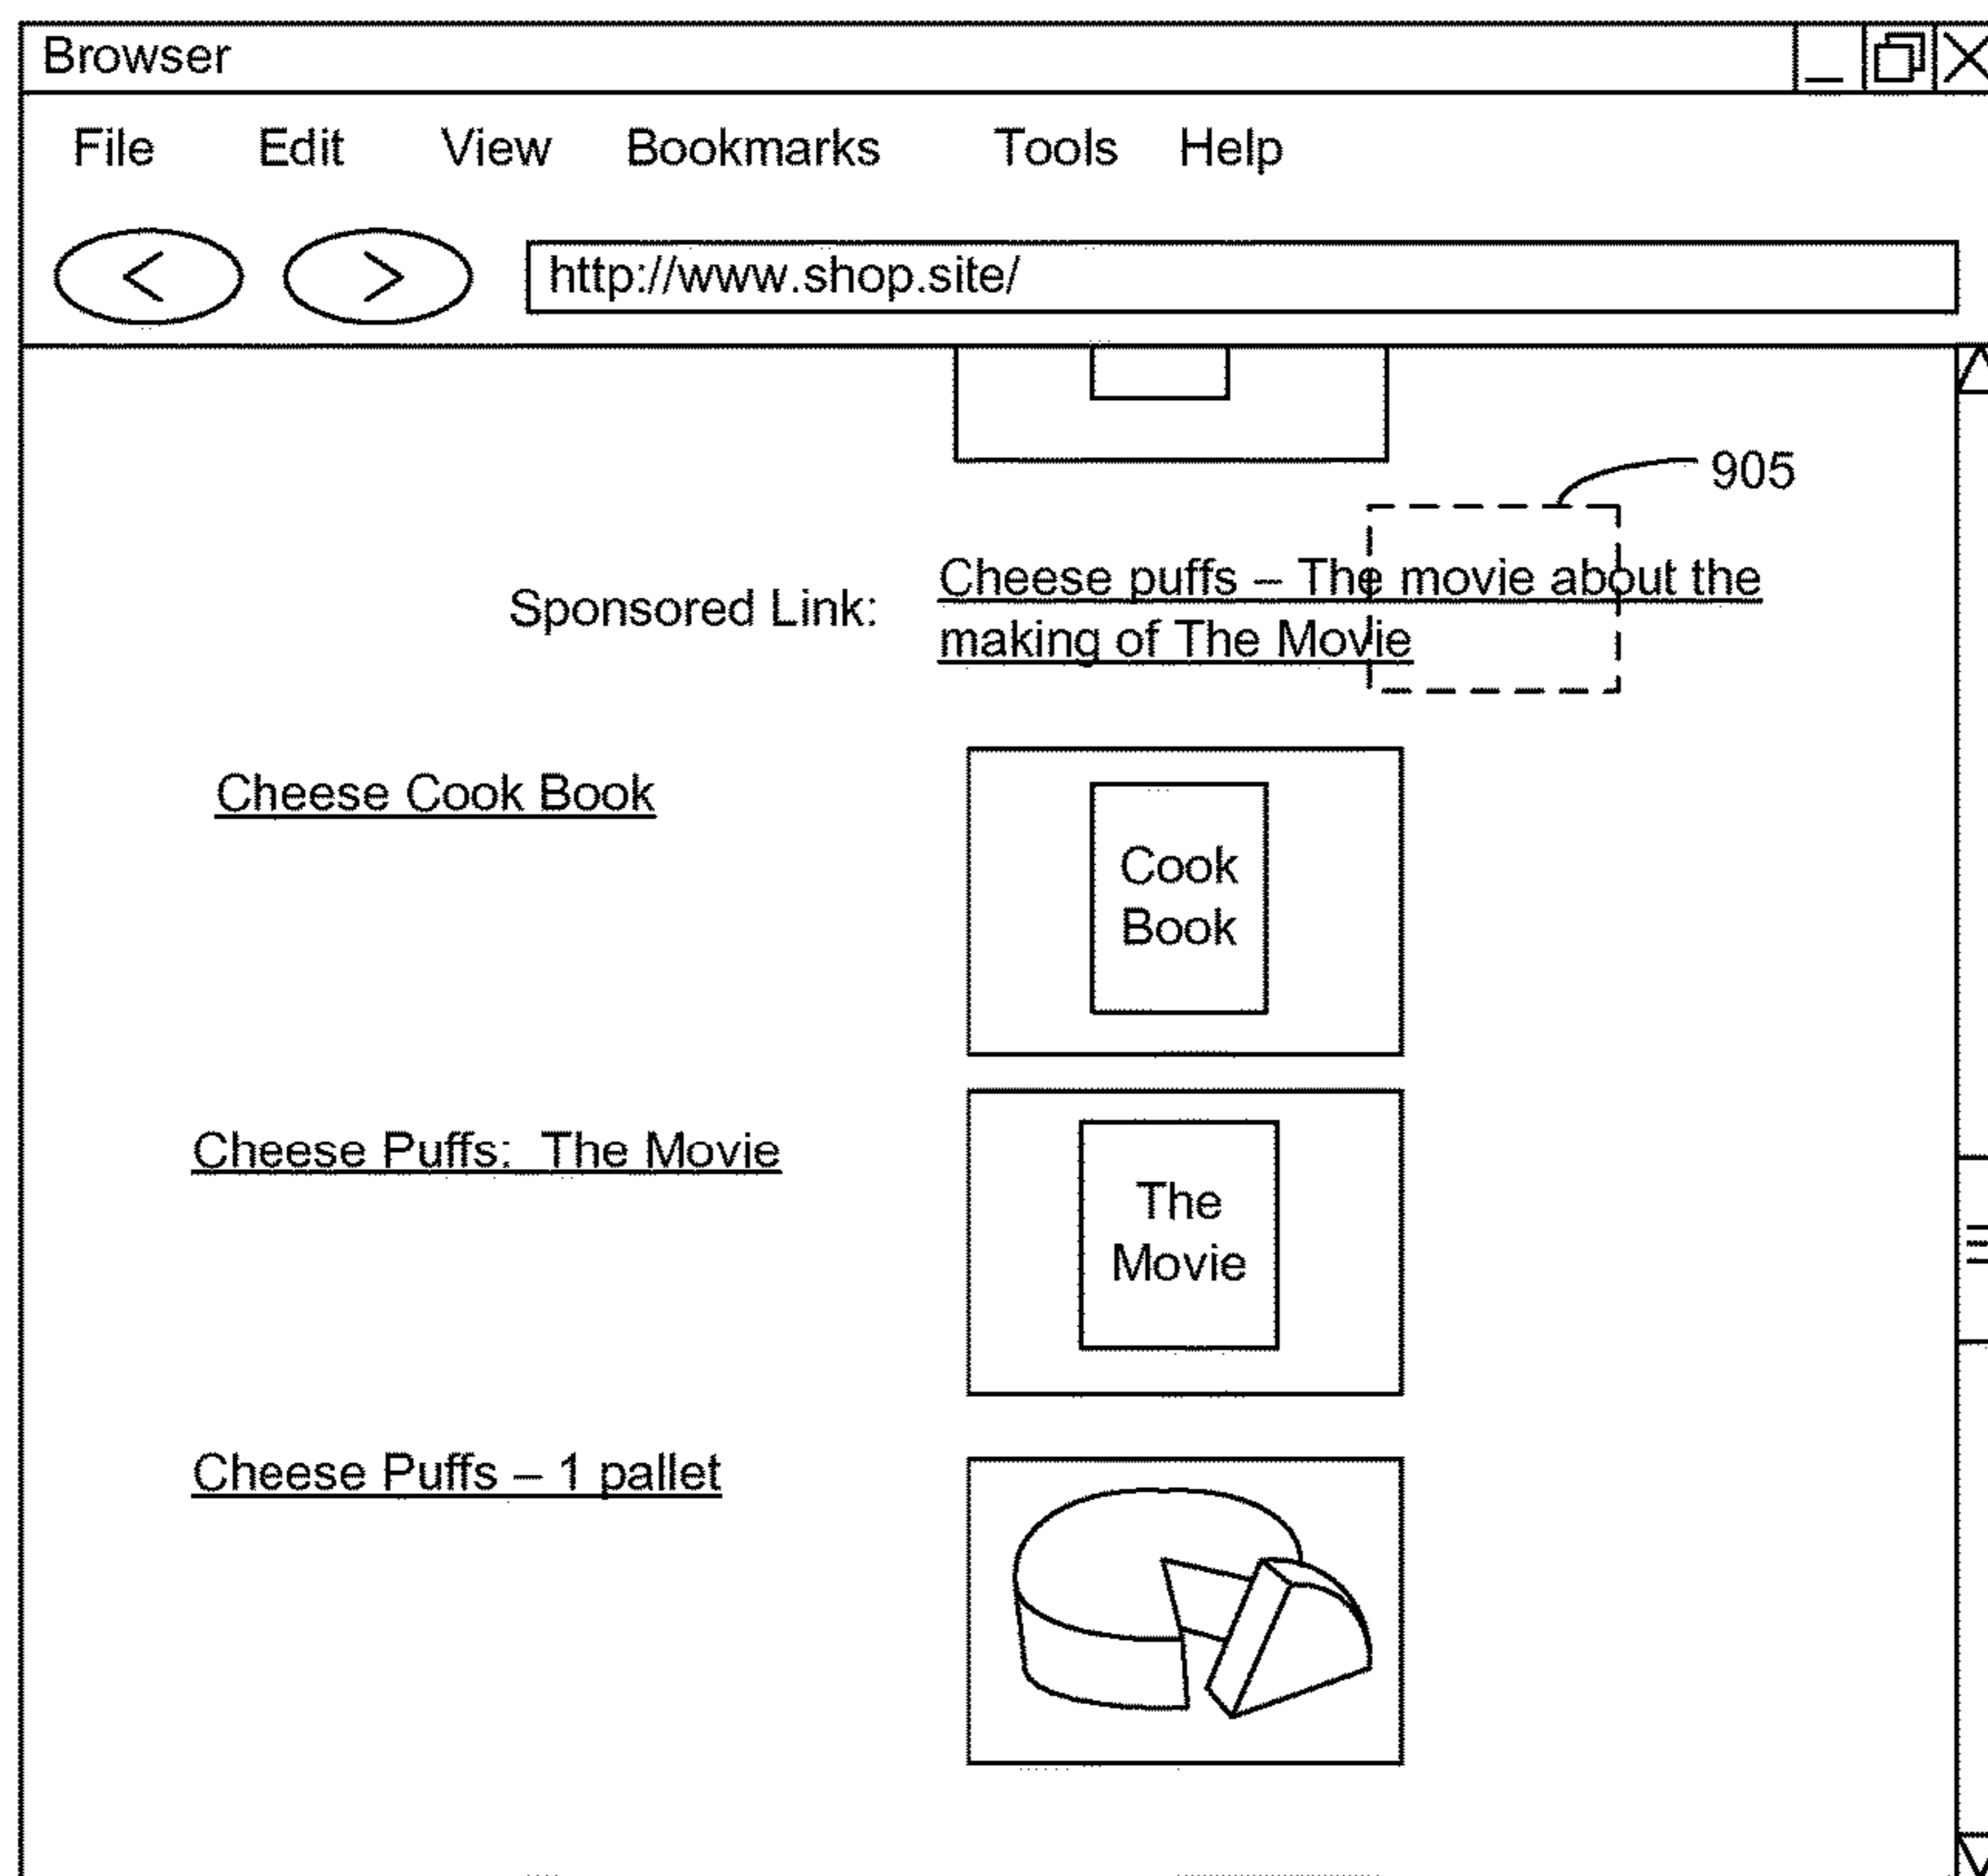 Browser
File Edit View Bookmarks Tools Help
< > http://www.shop.site/
905
Sponsored Link: Cheese puffs – The movie about the
making of The Movie
Cheese Cook Book
Cook
Book
Cheese Puffs: The Movie
The
Movie
Cheese Puffs – 1 pallet